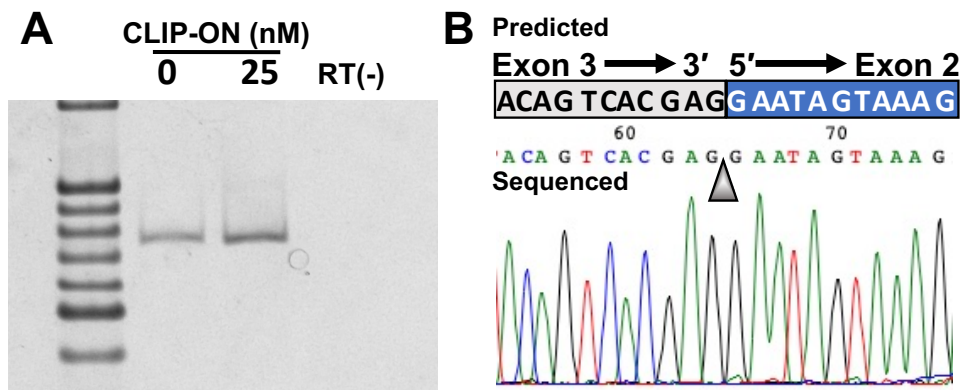 A
CLIP-ON (nM)
0 25 RT(-)
B
Predicted
Exon 3 3′ 5′ Exon 2
ACAGTCACGAG GAATAGTAAAG
60 70
'ACAGTCACGAGGAATAGTAAAG
Sequenced